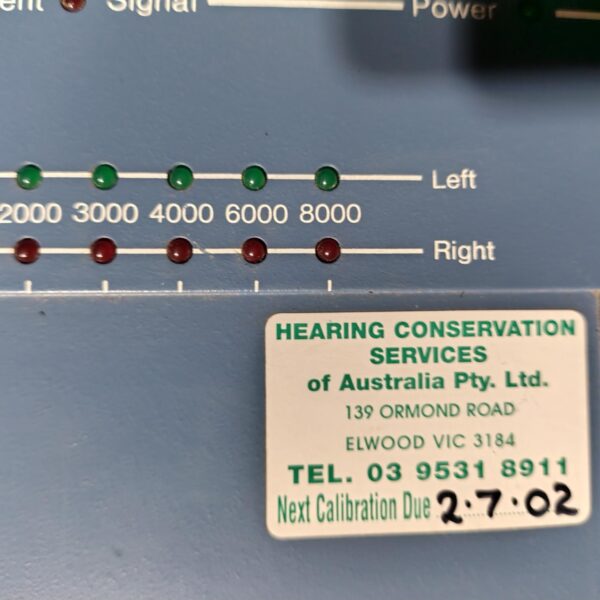 Signal
Power
Left
2000 3000 4000 6000 8000
Right
HEARING CONSERVATION
SERVICES
of Australia Pty. Ltd.
139 ORMOND ROAD
ELWOOD VIC 3184
TEL. 03 9531 8911
Next Calibration Due 2.7.02